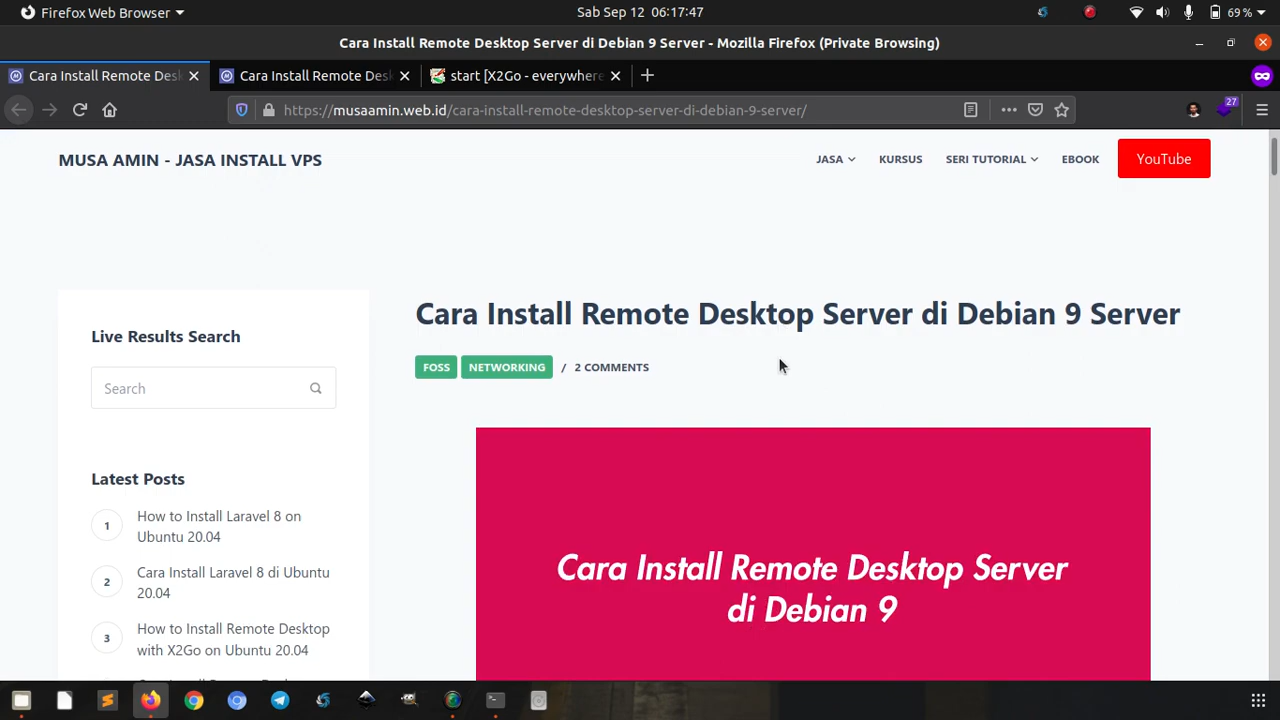 Firefox Web Browser
Sab Sep 12 06:17:47
69 %
Cara Install Remote Desktop Server di Debian 9 Server - Mozilla Firefox (Private Browsing)
Cara Install Remote Desk
Cara Install Remote Desk
start [X2Go - everywhere
https://musaamin.web.id/cara-install-remote-desktop-server-di-debian-9-server/
27
MUSA AMIN - JASA INSTALL VPS
JASA
KURSUS
SERI TUTORIAL
EBOOK
YouTube
Cara Install Remote Desktop Server di Debian 9 Server
FOSS
NETWORKING
/ 2 COMMENTS
Live Results Search
Search
Latest Posts
1
How to Install Laravel 8 on
Ubuntu 20.04
2
Cara Install Laravel 8 di Ubuntu
20.04
3
How to Install Remote Desktop
with X2Go on Ubuntu 20.04
Cara Install Remote Server
di Debian 9